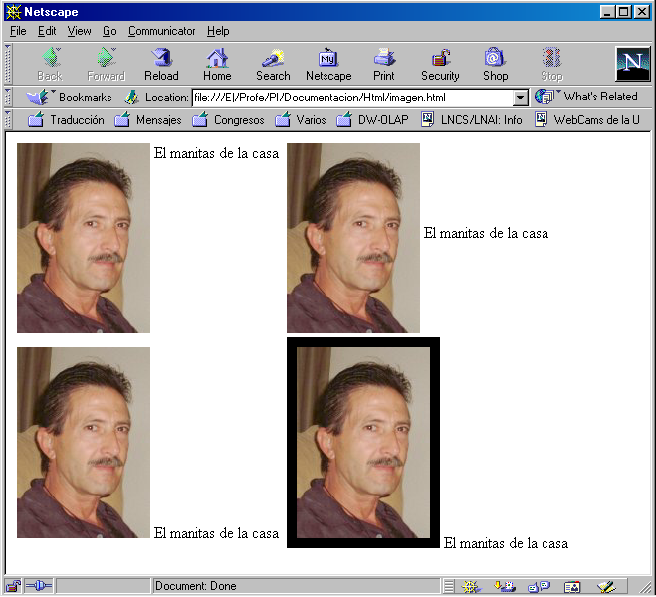 Netscape
File Edit View Go Communicator Help
Back Forward Reload Home Search Netscape Print Security Shop Stop
My
N
Bookmarks Location: file:///E|/Profe/PI/Documentacion/Html/imagen.html What's Related
Traducción Mensajes Congresos Varios DW-OLAP LNCS/LNAI: Info WebCams de la U
El manitas de la casa
El manitas de la casa
El manitas de la casa
El manitas de la casa
Document: Done